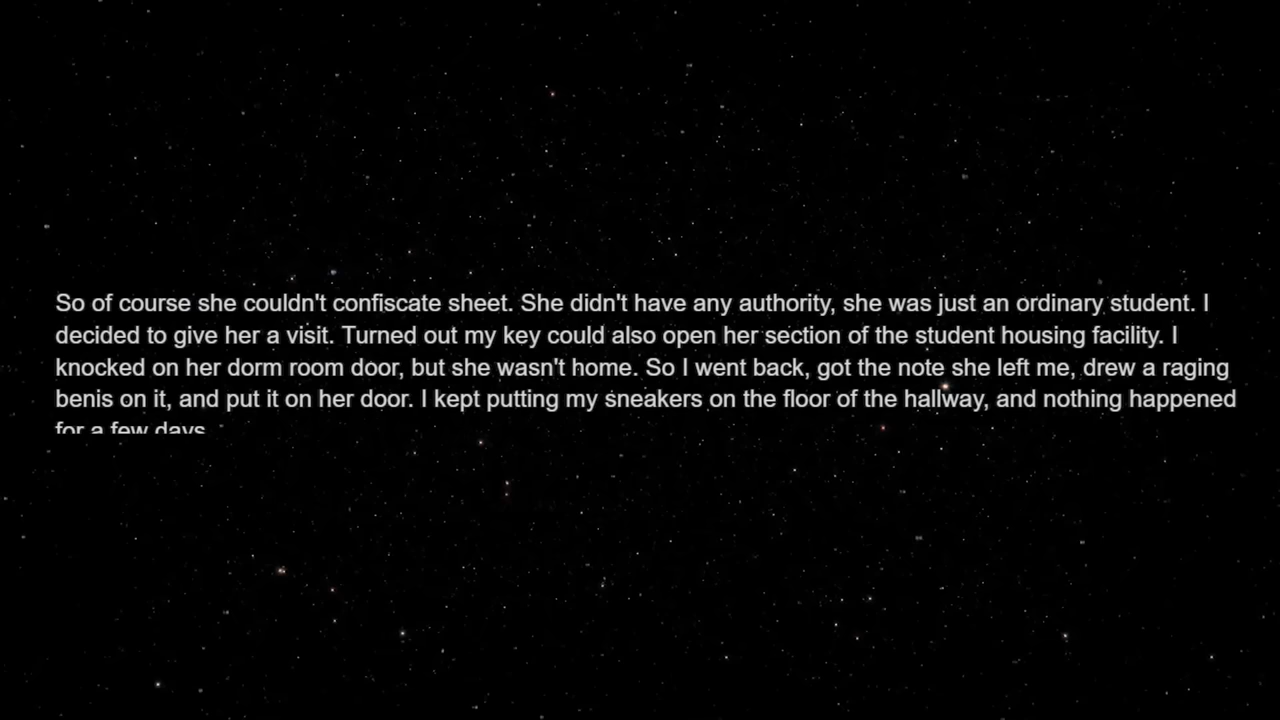 So of course she couldn't confiscate sheet. She didn't have any authority, she was just an ordinary student. I
decided to give her a visit. Turned out my key could also open her section of the student housing facility. I
knocked on her dorm room door, but she wasn't home. So I went back, got the note she left me, drew a raging
benis on it, and put it on her door. I kept putting my sneakers on the floor of the hallway, and nothing happened
for a few days.